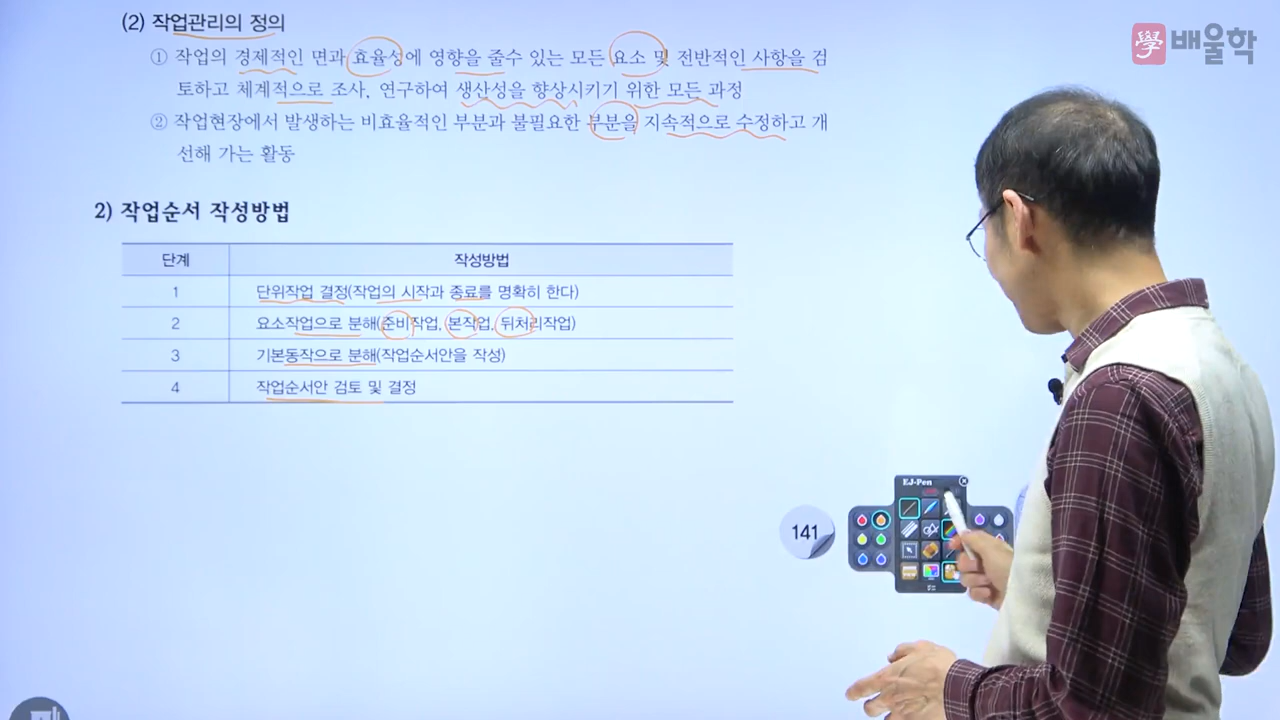 (2) 작업관리의 정의
學 배울학
① 작업의 경제적인 면과 효율성에 영향을 줄수 있는 모든 요소 및 전반적인 사항을 검
토하고 체계적으로 조사, 연구하여 생산성을 향상시키기 위한 모든 과정
② 작업현장에서 발생하는 비효율적인 부분과 불필요한 부분을 지속적으로 수정하고 개
선해 가는 활동
2) 작업순서 작성방법
단계 작성방법
1 단위작업 결정(작업의 시작과 종료를 명확히 한다)
2 요소작업으로 분해(준비작업, 본작업, 뒤처리작업)
3 기본동작으로 분해(작업순서안을 작성)
4 작업순서안 검토 및 결정
EJ-Pen
141